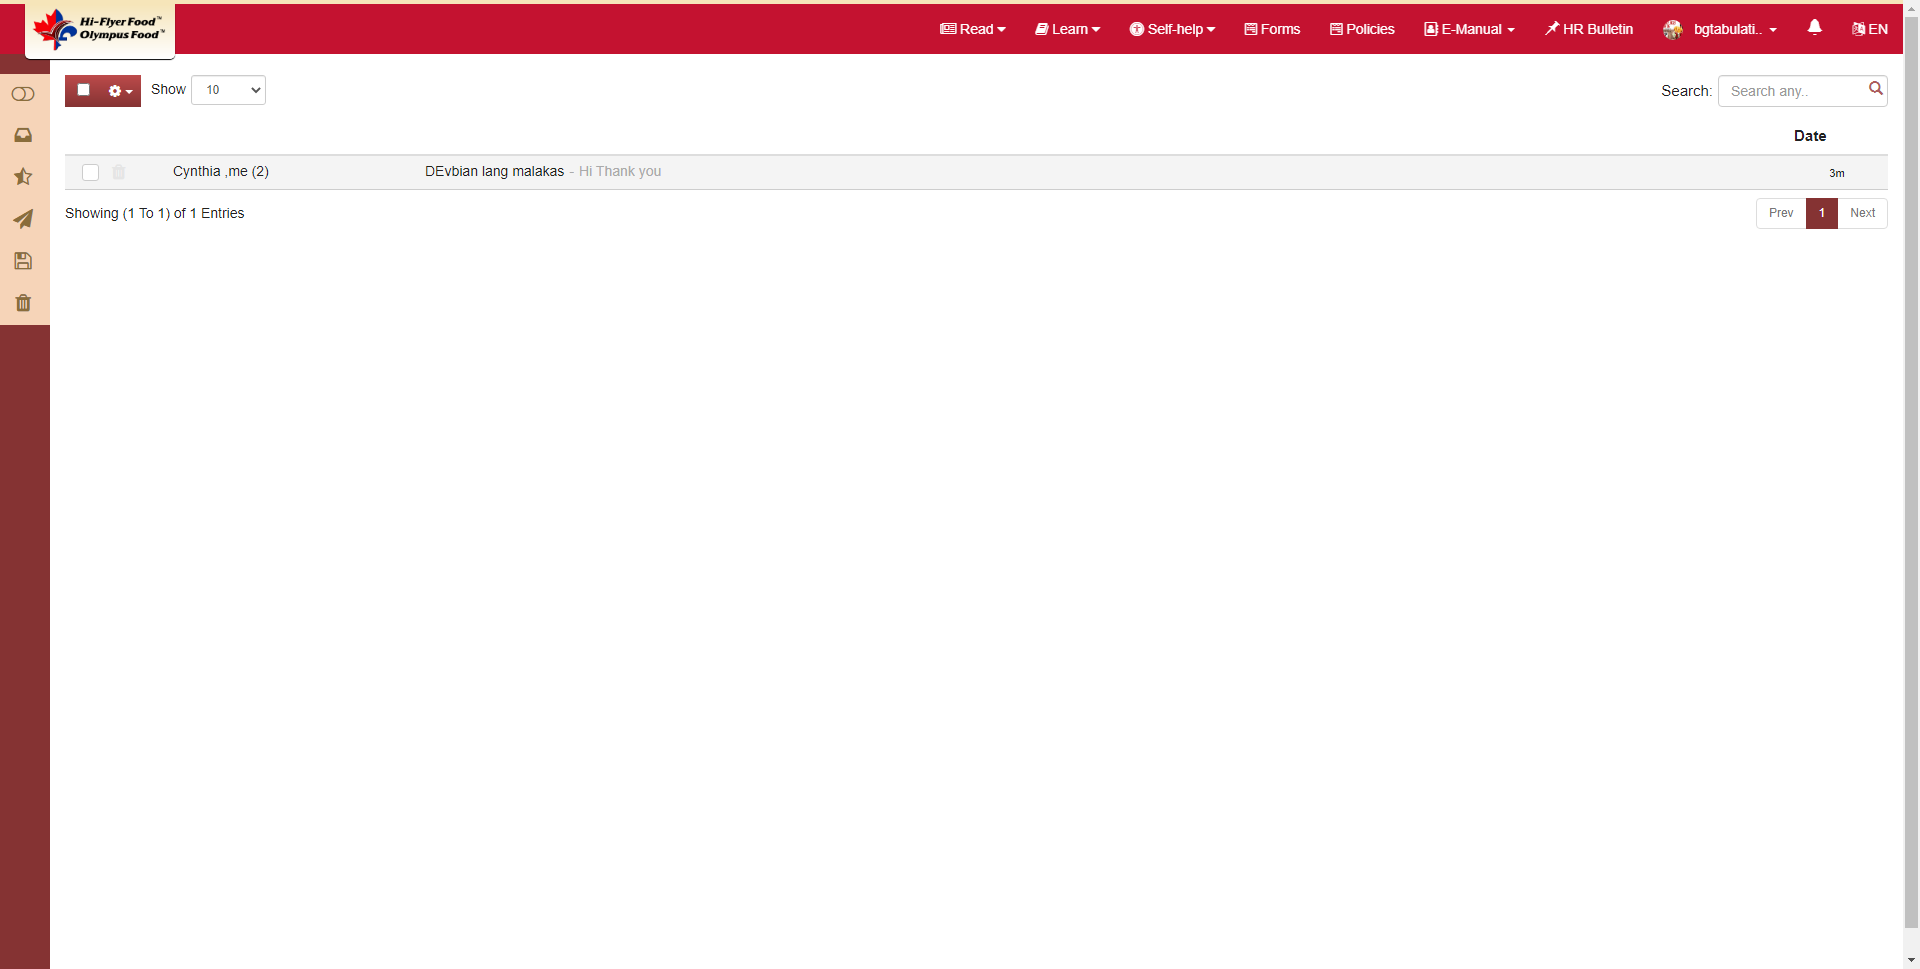 Hi-Flyer Food™
Olympus Food™
Read
Learn
Self-help
Forms
Policies
E-Manual
HR Bulletin
bgtabulati..
EN
Show 10
Search: Search any..
Date
Cynthia ,me (2) DEvbian lang malakas - Hi Thank you 3m
Showing (1 To 1) of 1 Entries
Prev 1 Next